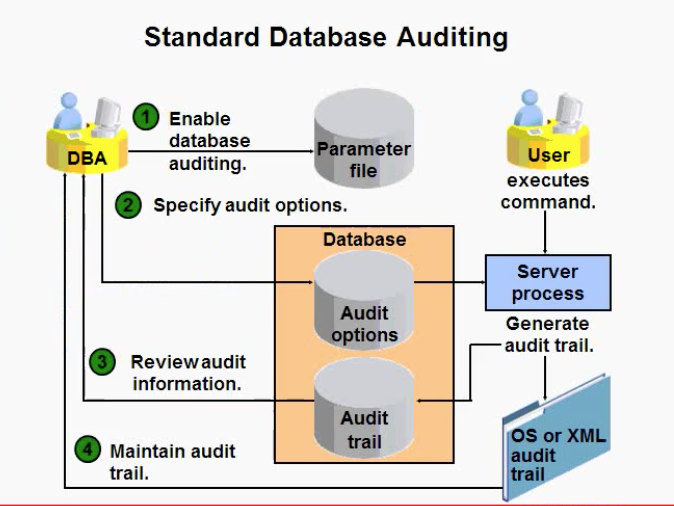 Standard Database Auditing
1
Enable
database
auditing.
DBA
Parameter
file
User
executes
command.
2
Specify audit options.
Database
Audit
options
Server
process
Generate
audit trail.
3
Review audit
information.
Audit
trail
OS or XML
audit
trail
4
Maintain audit
trail.